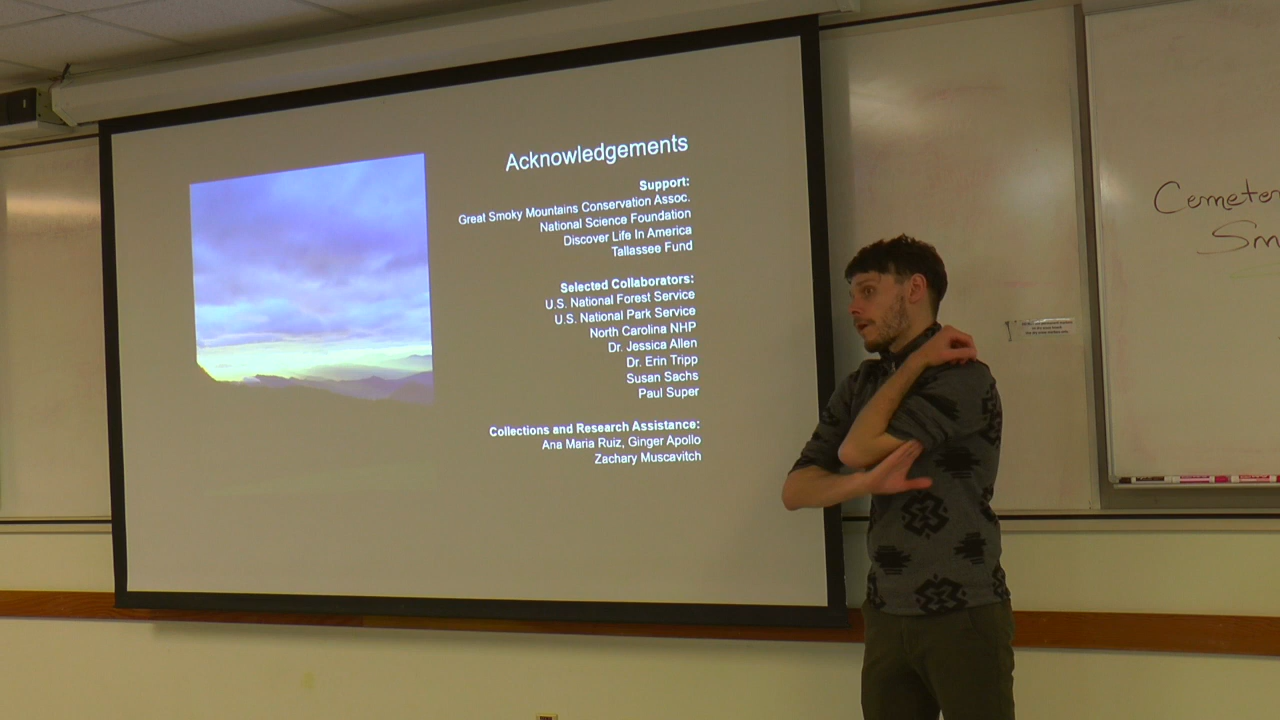 Acknowledgements
Support:
Great Smoky Mountains Conservation Assoc.
National Science Foundation
Discover Life In America
Tallassee Fund
Selected Collaborators:
U.S. National Forest Service
U.S. National Park Service
North Carolina NHP
Dr. Jessica Allen
Dr. Erin Tripp
Susan Sachs
Paul Super
Collections and Research Assistance:
Ana Maria Ruiz, Ginger Apollo
Zachary Muscavitch
Cemeter
Sm